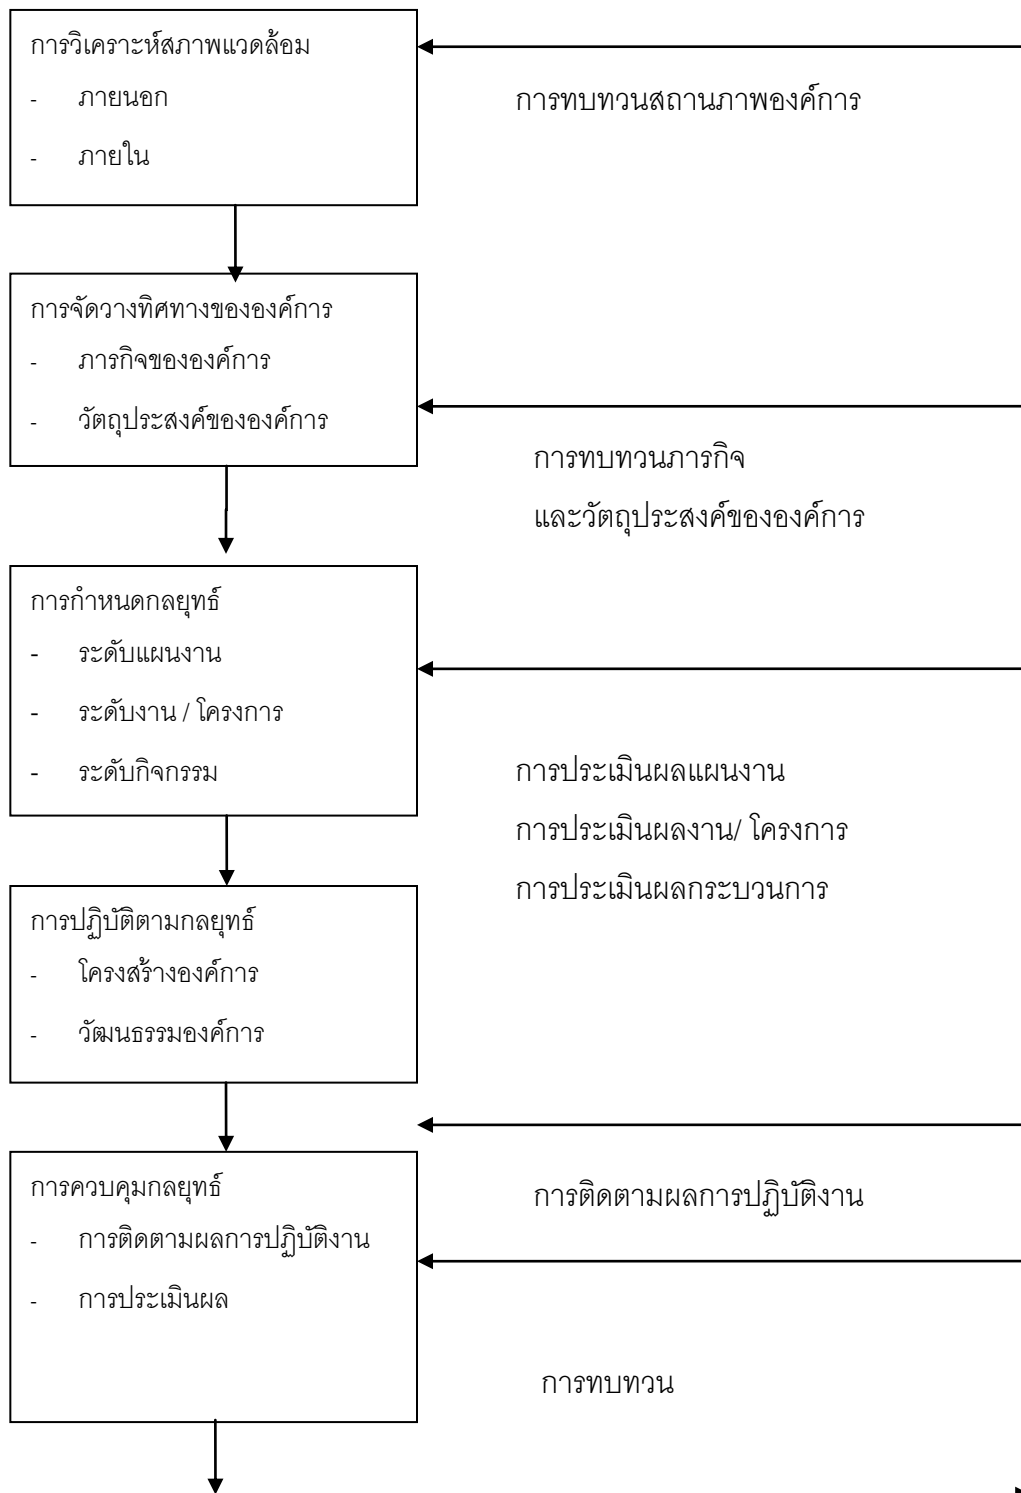 การวิเคราะห์สภาพแวดล้อม
- ภายนอก
- ภายใน
การทบทวนสถานภาพองค์การ
การจัดวางทิศทางขององค์การ
- ภารกิจขององค์การ
- วัตถุประสงค์ขององค์การ
การทบทวนภารกิจ
และวัตถุประสงค์ขององค์การ
การกำหนดกลยุทธ์
- ระดับแผนงาน
- ระดับงาน / โครงการ
- ระดับกิจกรรม
การประเมินผลแผนงาน
การประเมินผลงาน/ โครงการ
การประเมินผลกระบวนการ
การปฏิบัติตามกลยุทธ์
- โครงสร้างองค์การ
- วัฒนธรรมองค์การ
การควบคุมกลยุทธ์
- การติดตามผลการปฏิบัติงาน
- การประเมินผล
การติดตามผลการปฏิบัติงาน
การทบทวน